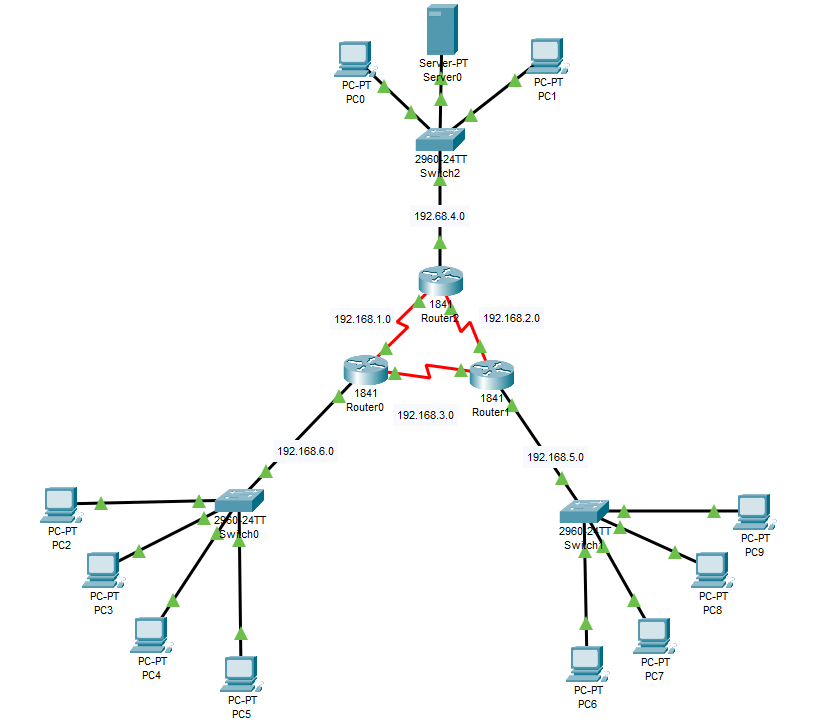 Server-PT
Server0
PC-PT
PC0
PC-PT
PC1
2960-24TT
Switch2
192.68.4.0
1841
Router2
192.168.1.0
192.168.2.0
1841
Router0
1841
Router1
192.168.3.0
192.168.6.0
192.168.5.0
2960-24TT
Switch0
2960-24TT
Switch1
PC-PT
PC2
PC-PT
PC9
PC-PT
PC3
PC-PT
PC8
PC-PT
PC4
PC-PT
PC7
PC-PT
PC5
PC-PT
PC6